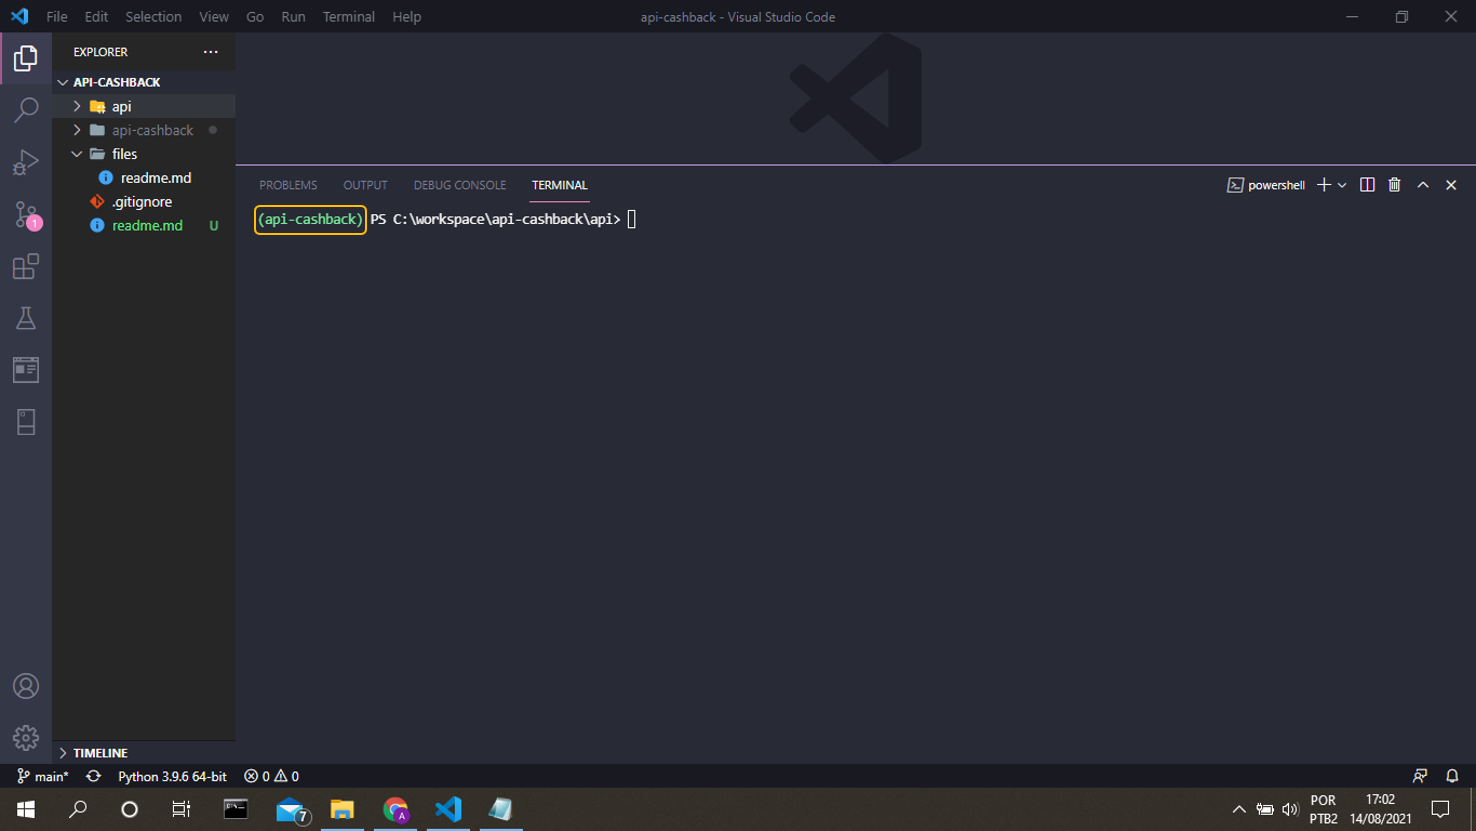 File Edit Selection View Go Run Terminal Help
api-cashback - Visual Studio Code
EXPLORER
API-CASHBACK
api
api-cashback
files
readme.md
.gitignore
readme.md U
1
TIMELINE
PROBLEMS OUTPUT DEBUG CONSOLE TERMINAL
powershell
(api-cashback) PS C:\workspace\api-cashback\api>
main* Python 3.9.6 64-bit 0 0
7
A
POR
PTB2
17:02
14/08/2021